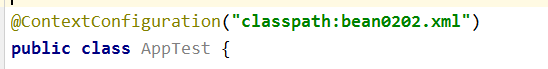 @ContextConfiguration("classpath:bean0202.xml")
public class AppTest {